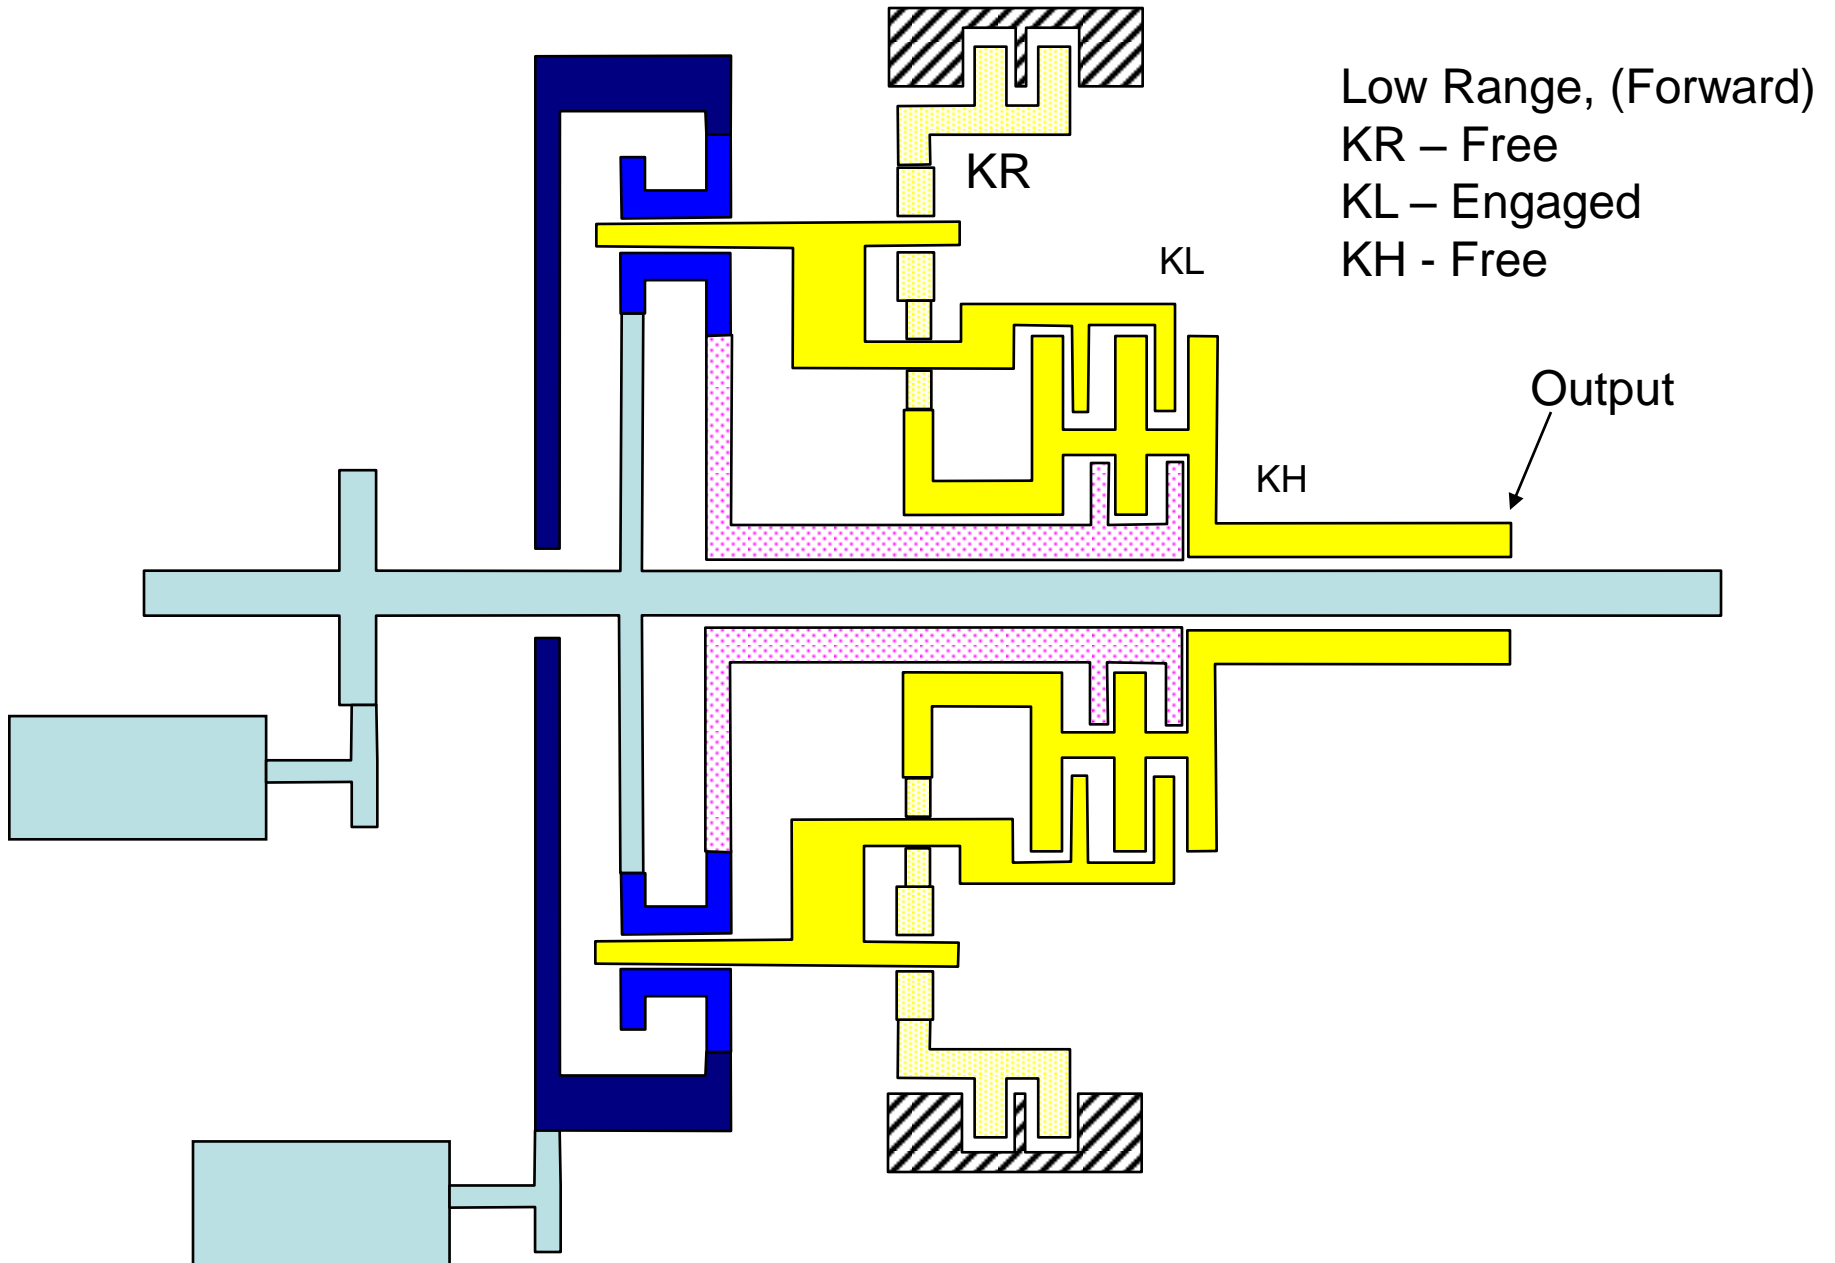 Low Range, (Forward)
KR – Free
KL – Engaged
KH - Free
KR
KL
Output
KH